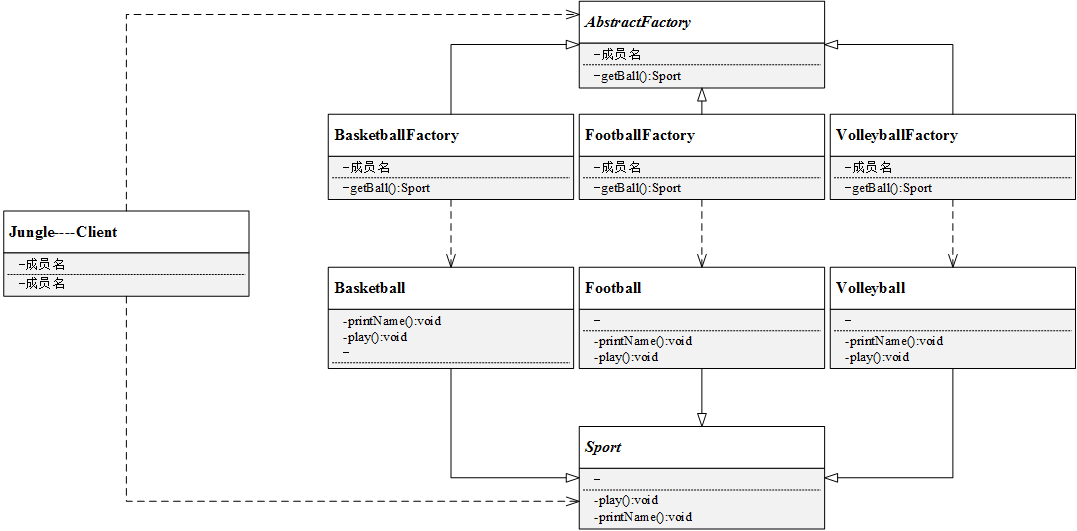 AbstractFactory
-成员名
-getBall():Sport
BasketballFactory
-成员名
-getBall():Sport
FootballFactory
-成员名
-getBall():Sport
VolleyballFactory
-成员名
-getBall():Sport
Jungle----Client
-成员名
-成员名
Basketball
-printName():void
-play():void
-
Football
-
-printName():void
-play():void
Volleyball
-
-printName():void
-play():void
Sport
-
-play():void
-printName():void